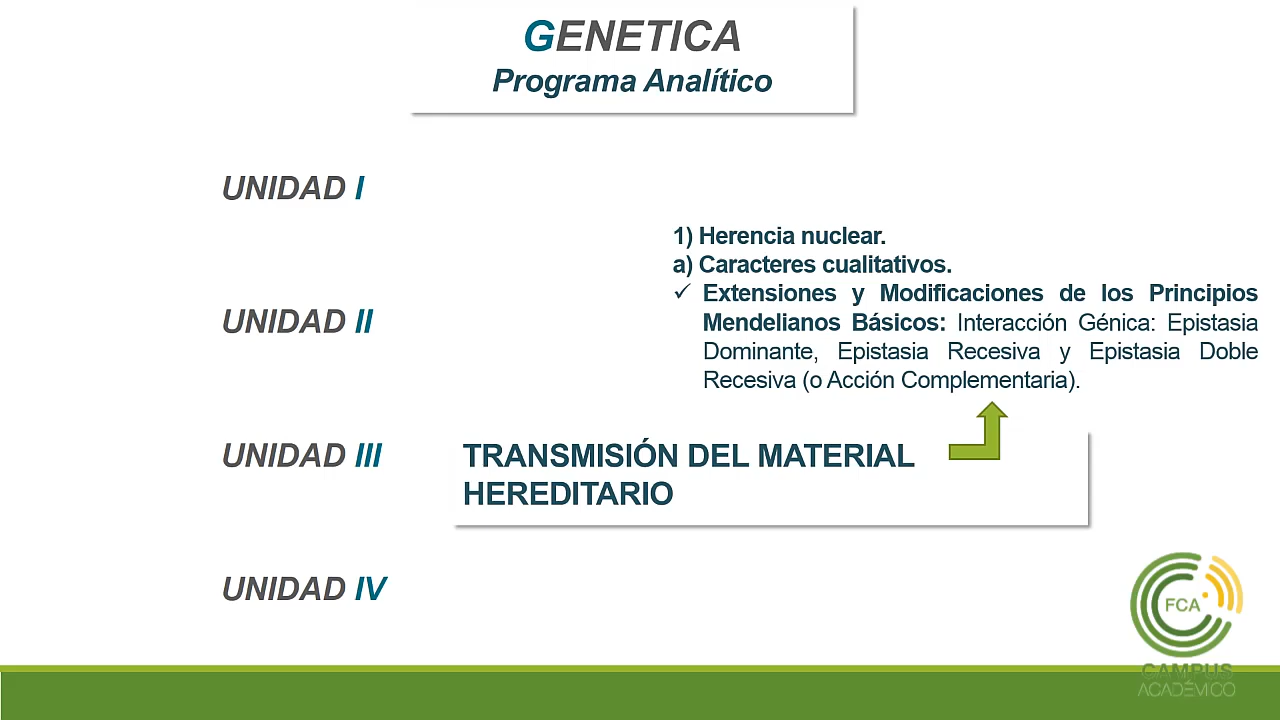 GENETICA
Programa Analítico
UNIDAD I
1) Herencia nuclear.
a) Caracteres cualitativos.
✓ Extensiones y Modificaciones de los Principios
Mendelianos Básicos: Interacción Génica: Epistasia
Dominante, Epistasia Recesiva y Epistasia Doble
Recesiva (o Acción Complementaria).
UNIDAD II
UNIDAD III
TRANSMISIÓN DEL MATERIAL
HEREDITARIO
UNIDAD IV
FCA
CAMPUS
ACADÉMICO